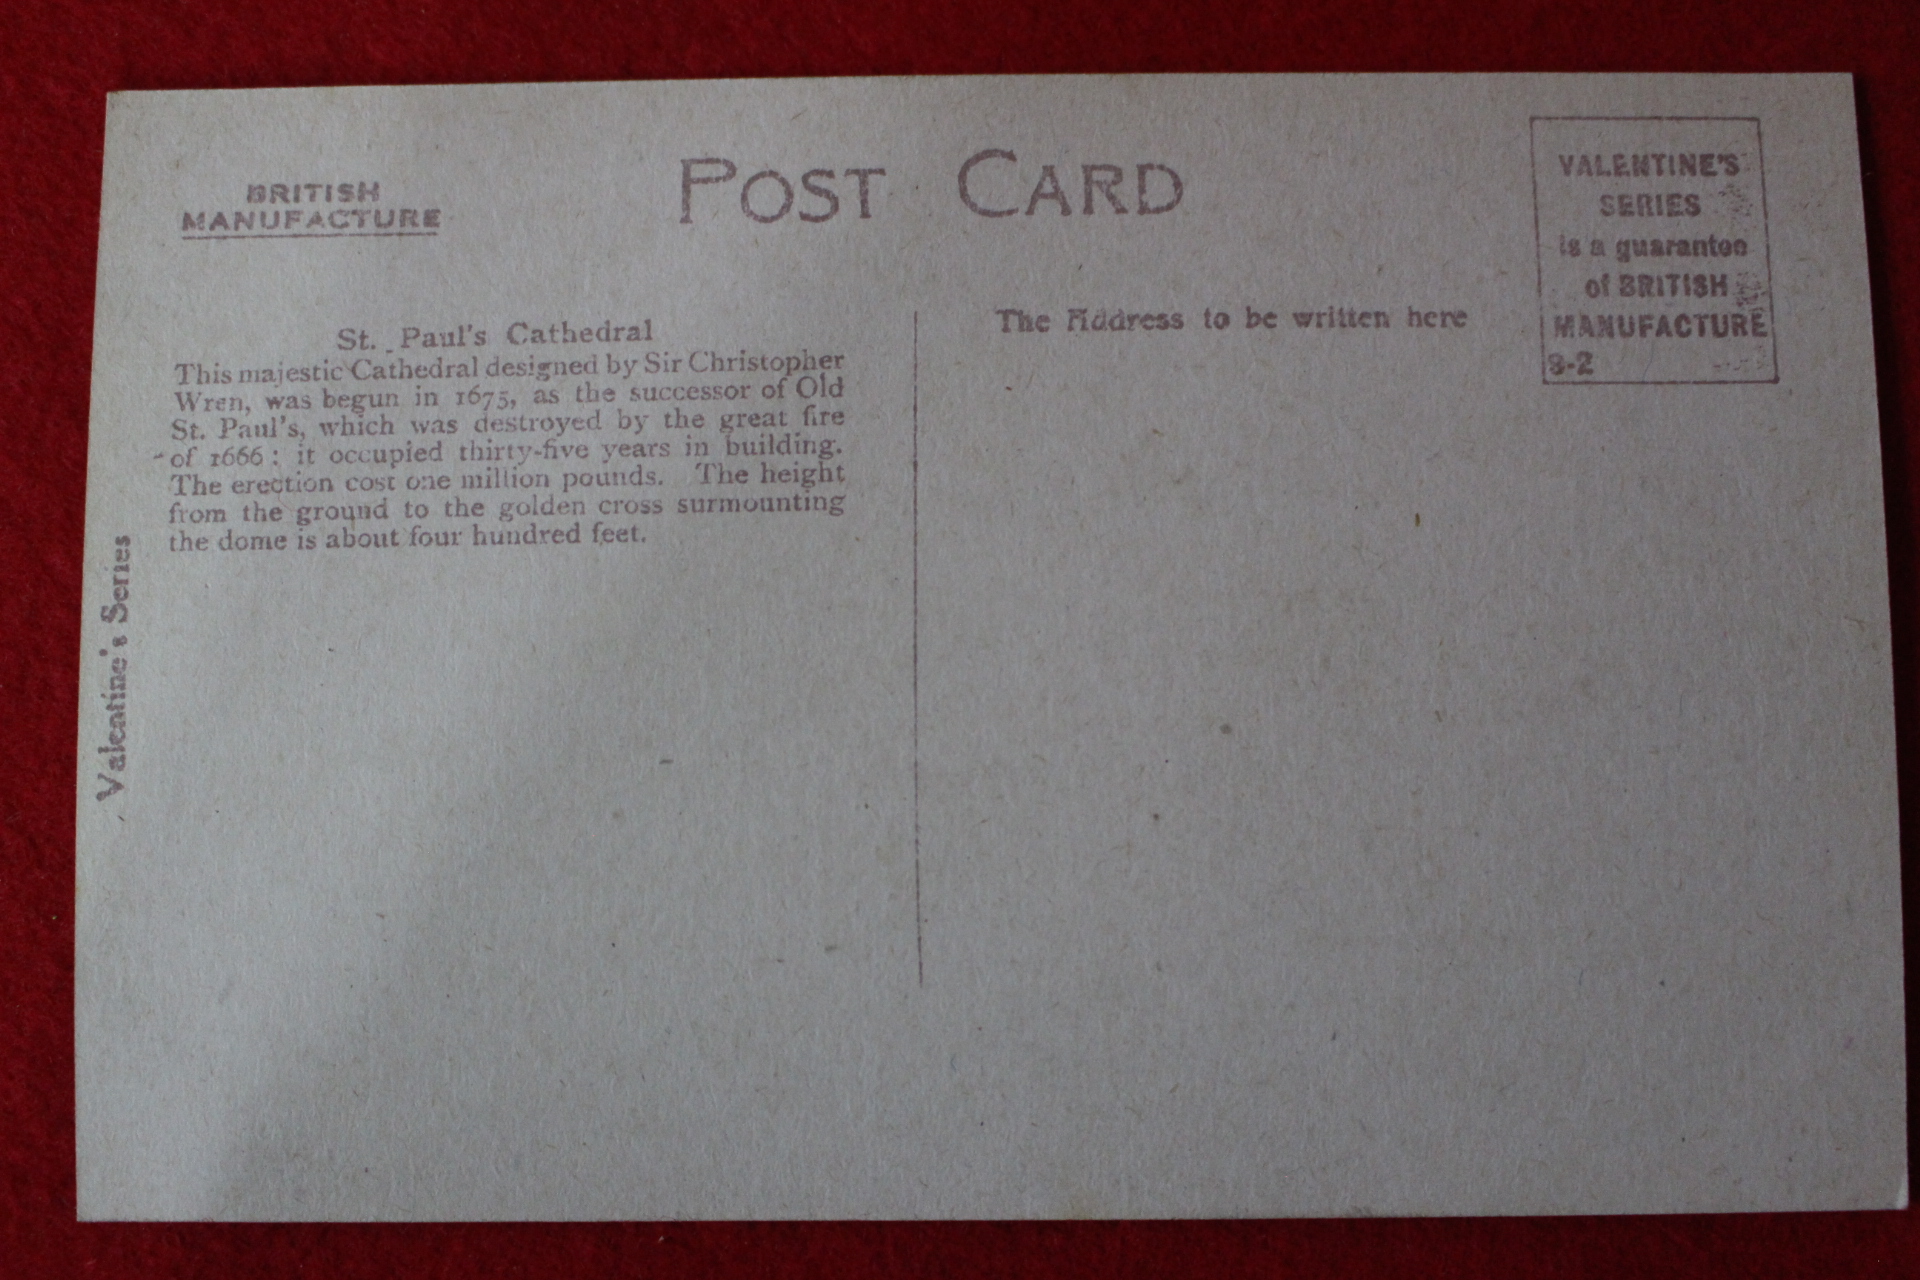 BRITISH
MANUFACTURE
POST CARD
VALENTINE'S
SERIES
is a guarantee
of BRITISH
MANUFACTURE
S-2
St. Paul's Cathedral
This majestic Cathedral designed by Sir Christopher
Wren, was begun in 1675, as the successor of Old
St. Paul's, which was destroyed by the great fire
of 1666: it occupied thirty-five years in building.
The erection cost one million pounds. The height
from the ground to the golden cross surmounting
the dome is about four hundred feet.
The Address to be written here
Valentine's Series